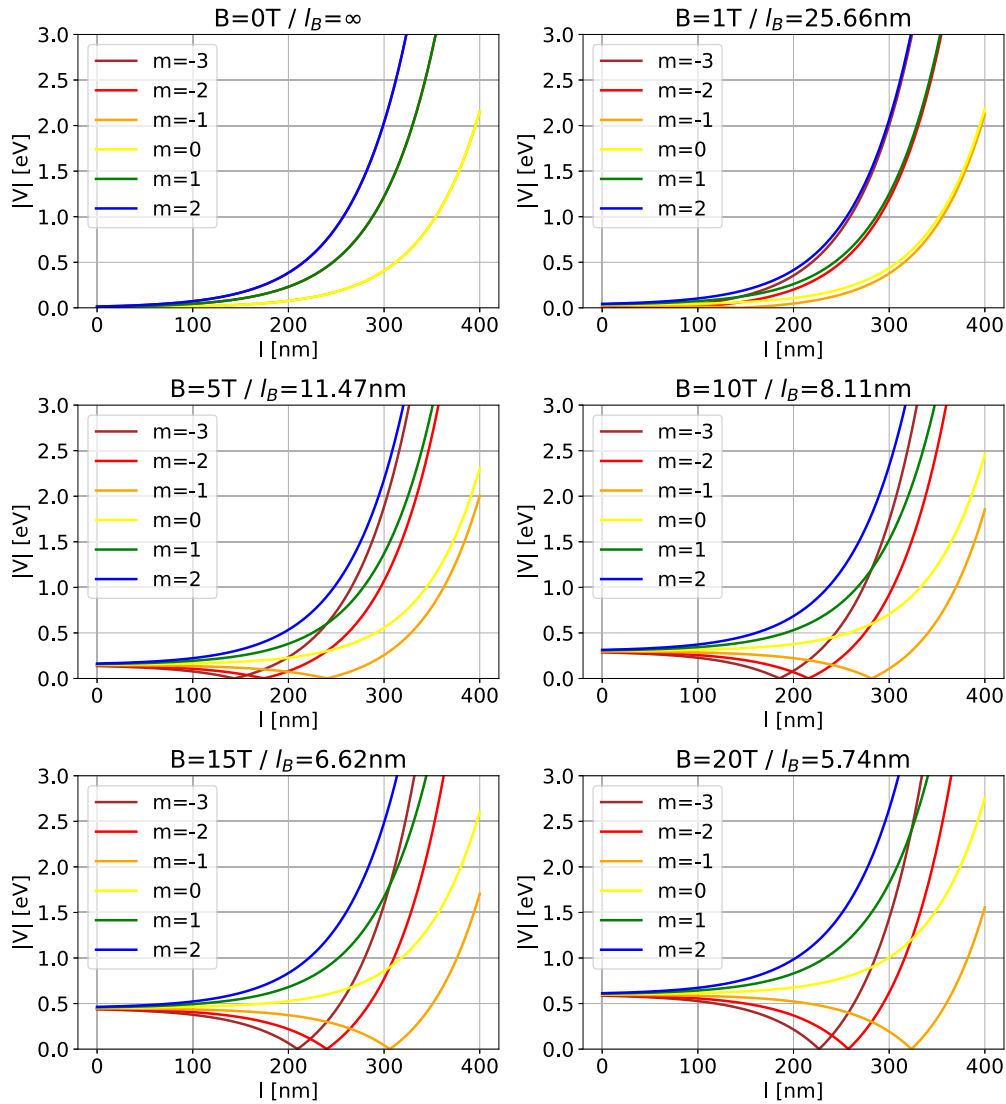 B=0T / l_B=∞
3.0
2.5
2.0
1.5
1.0
0.5
0.0
|V| [eV]
m=-3
m=-2
m=-1
m=0
m=1
m=2
0 100 200 300 400
l [nm]
B=1T / l_B=25.66nm
3.0
2.5
2.0
1.5
1.0
0.5
0.0
|V| [eV]
m=-3
m=-2
m=-1
m=0
m=1
m=2
0 100 200 300 400
l [nm]
B=5T / l_B=11.47nm
3.0
2.5
2.0
1.5
1.0
0.5
0.0
|V| [eV]
m=-3
m=-2
m=-1
m=0
m=1
m=2
0 100 200 300 400
l [nm]
B=10T / l_B=8.11nm
3.0
2.5
2.0
1.5
1.0
0.5
0.0
|V| [eV]
m=-3
m=-2
m=-1
m=0
m=1
m=2
0 100 200 300 400
l [nm]
B=15T / l_B=6.62nm
3.0
2.5
2.0
1.5
1.0
0.5
0.0
|V| [eV]
m=-3
m=-2
m=-1
m=0
m=1
m=2
0 100 200 300 400
l [nm]
B=20T / l_B=5.74nm
3.0
2.5
2.0
1.5
1.0
0.5
0.0
|V| [eV]
m=-3
m=-2
m=-1
m=0
m=1
m=2
0 100 200 300 400
l [nm]